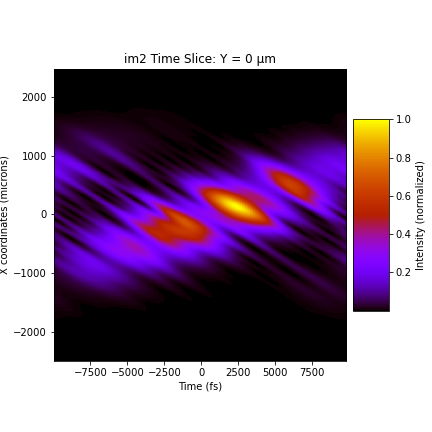 im2 Time Slice: Y = 0 μm
X coordinates (microns)
2000
1000
0
−1000
−2000
−7500 −5000 −2500 0 2500 5000 7500
Time (fs)
1.0
0.8
0.6
0.4
0.2
Intensity (normalized)